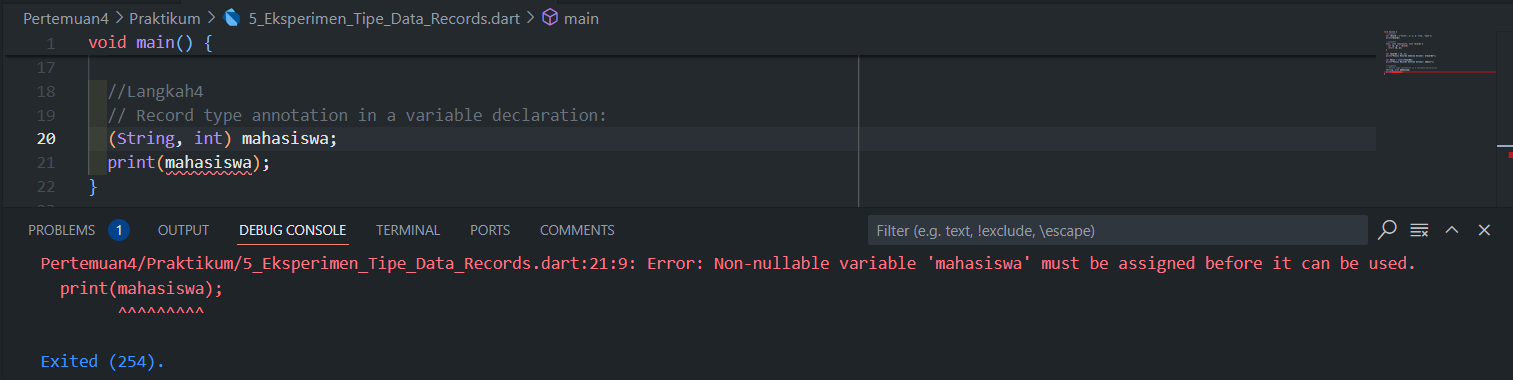 Pertemuan4 > Praktikum > 5_Eksperimen_Tipe_Data_Records.dart > main
1 void main() {
17
18 //Langkah4
19 // Record type annotation in a variable declaration:
20 (String, int) mahasiswa;
21 print(mahasiswa);
22 }
PROBLEMS 1 OUTPUT DEBUG CONSOLE TERMINAL PORTS COMMENTS Filter (e.g. text, !exclude, \escape)
Pertemuan4/Praktikum/5_Eksperimen_Tipe_Data_Records.dart:21:9: Error: Non-nullable variable 'mahasiswa' must be assigned before it can be used.
print(mahasiswa);
^^^^^^^^^
Exited (254).